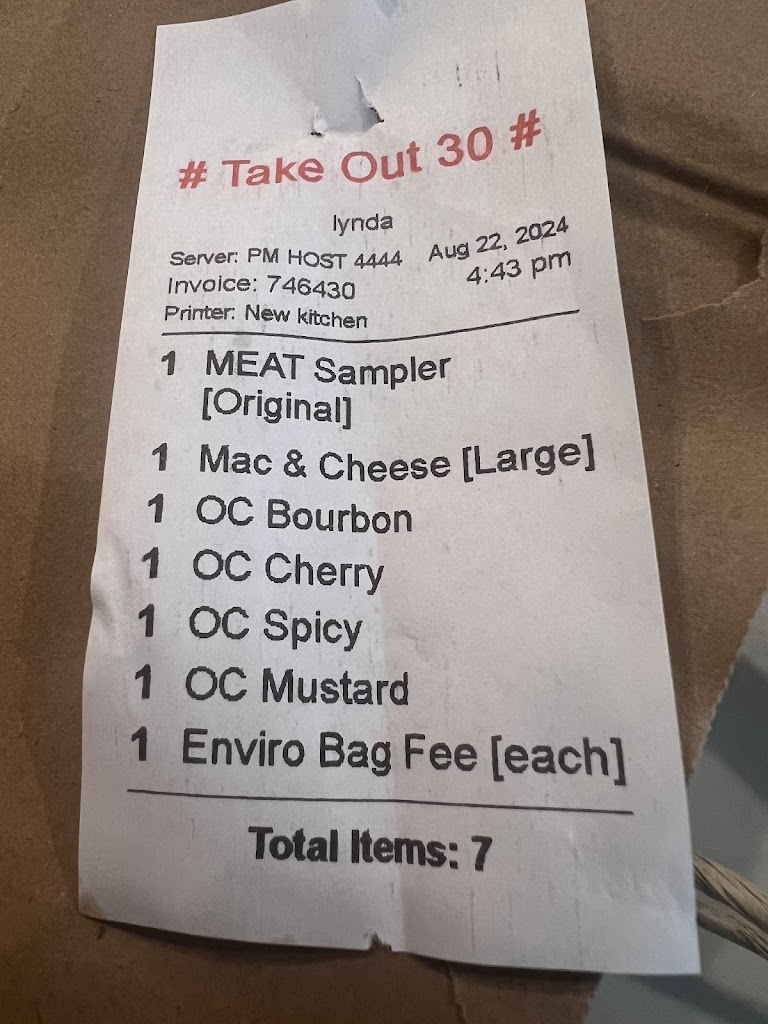 # Take Out 30 #
lynda
Server: PM HOST 4444 Aug 22, 2024
Invoice: 746430 4:43 pm
Printer: New kitchen
1 MEAT Sampler
[Original]
1 Mac & Cheese [Large]
1 OC Bourbon
1 OC Cherry
1 OC Spicy
1 OC Mustard
1 Enviro Bag Fee [each]
Total Items: 7